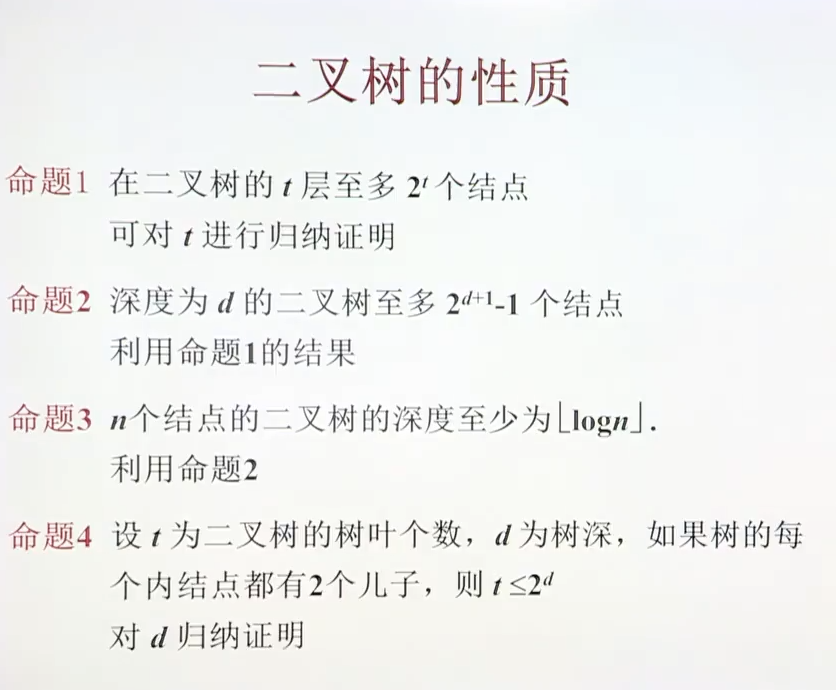 二叉树的性质
命题1 在二叉树的 t 层至多 2^t 个结点
可对 t 进行归纳证明
命题2 深度为 d 的二叉树至多 2^{d+1}-1 个结点
利用命题1的结果
命题3 n个结点的二叉树的深度至少为⌊logn⌋.
利用命题2
命题4 设 t 为二叉树的树叶个数，d 为树深，如果树的每
个内结点都有2个儿子，则 t ≤2^d
对 d 归纳证明